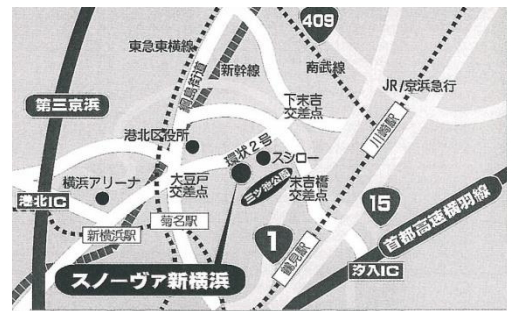 409
東急東横線
綱島街道
新幹線
南武線
JR/京浜急行
第三京浜
下末吉
交差点
川崎駅
港北区役所
環状2号
スシロー
横浜アリーナ
大豆戸
交差点
三ツ池公園
末吉橋
交差点
港北IC
菊名駅
新横浜駅
15
1
首都高速横羽線
鶴見駅
汐入IC
スノーヴァ新横浜